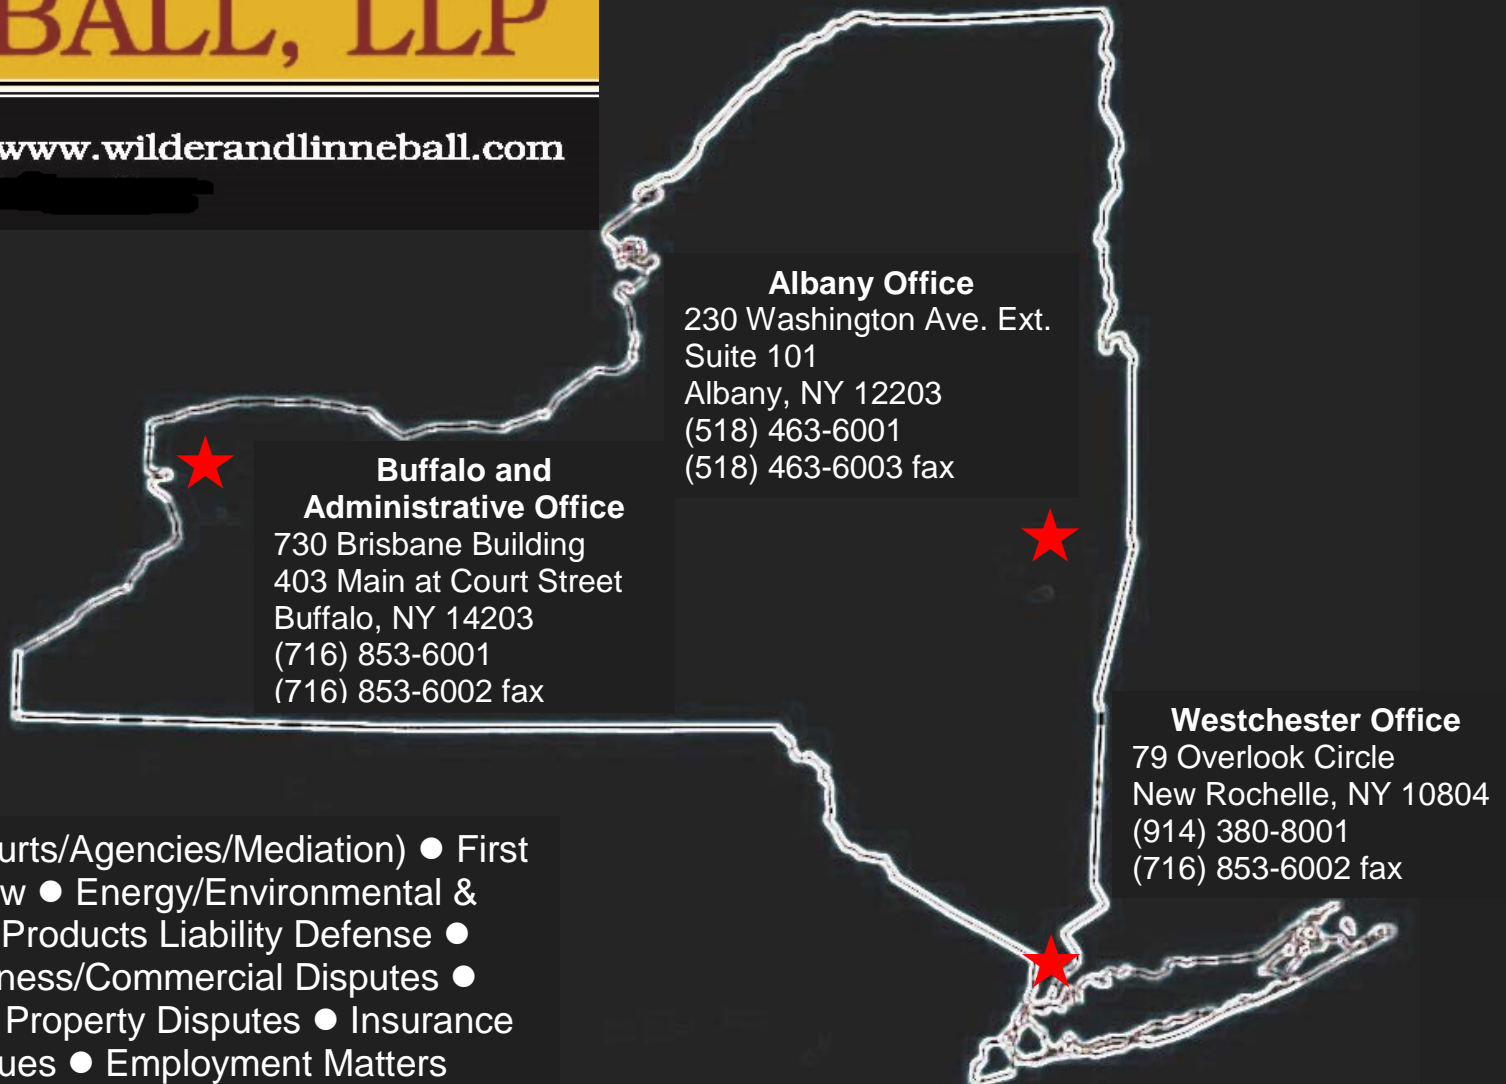 BALL, LLP
www.wilderandlinneball.com
Albany Office
230 Washington Ave. Ext.
Suite 101
Albany, NY 12203
(518) 463-6001
(518) 463-6003 fax
Buffalo and
Administrative Office
730 Brisbane Building
403 Main at Court Street
Buffalo, NY 14203
(716) 853-6001
(716) 853-6002 fax
Westchester Office
79 Overlook Circle
New Rochelle, NY 10804
(914) 380-8001
(716) 853-6002 fax
urts/Agencies/Mediation) ● First
w ● Energy/Environmental &
Products Liability Defense ●
ness/Commercial Disputes ●
Property Disputes ● Insurance
ues ● Employment Matters